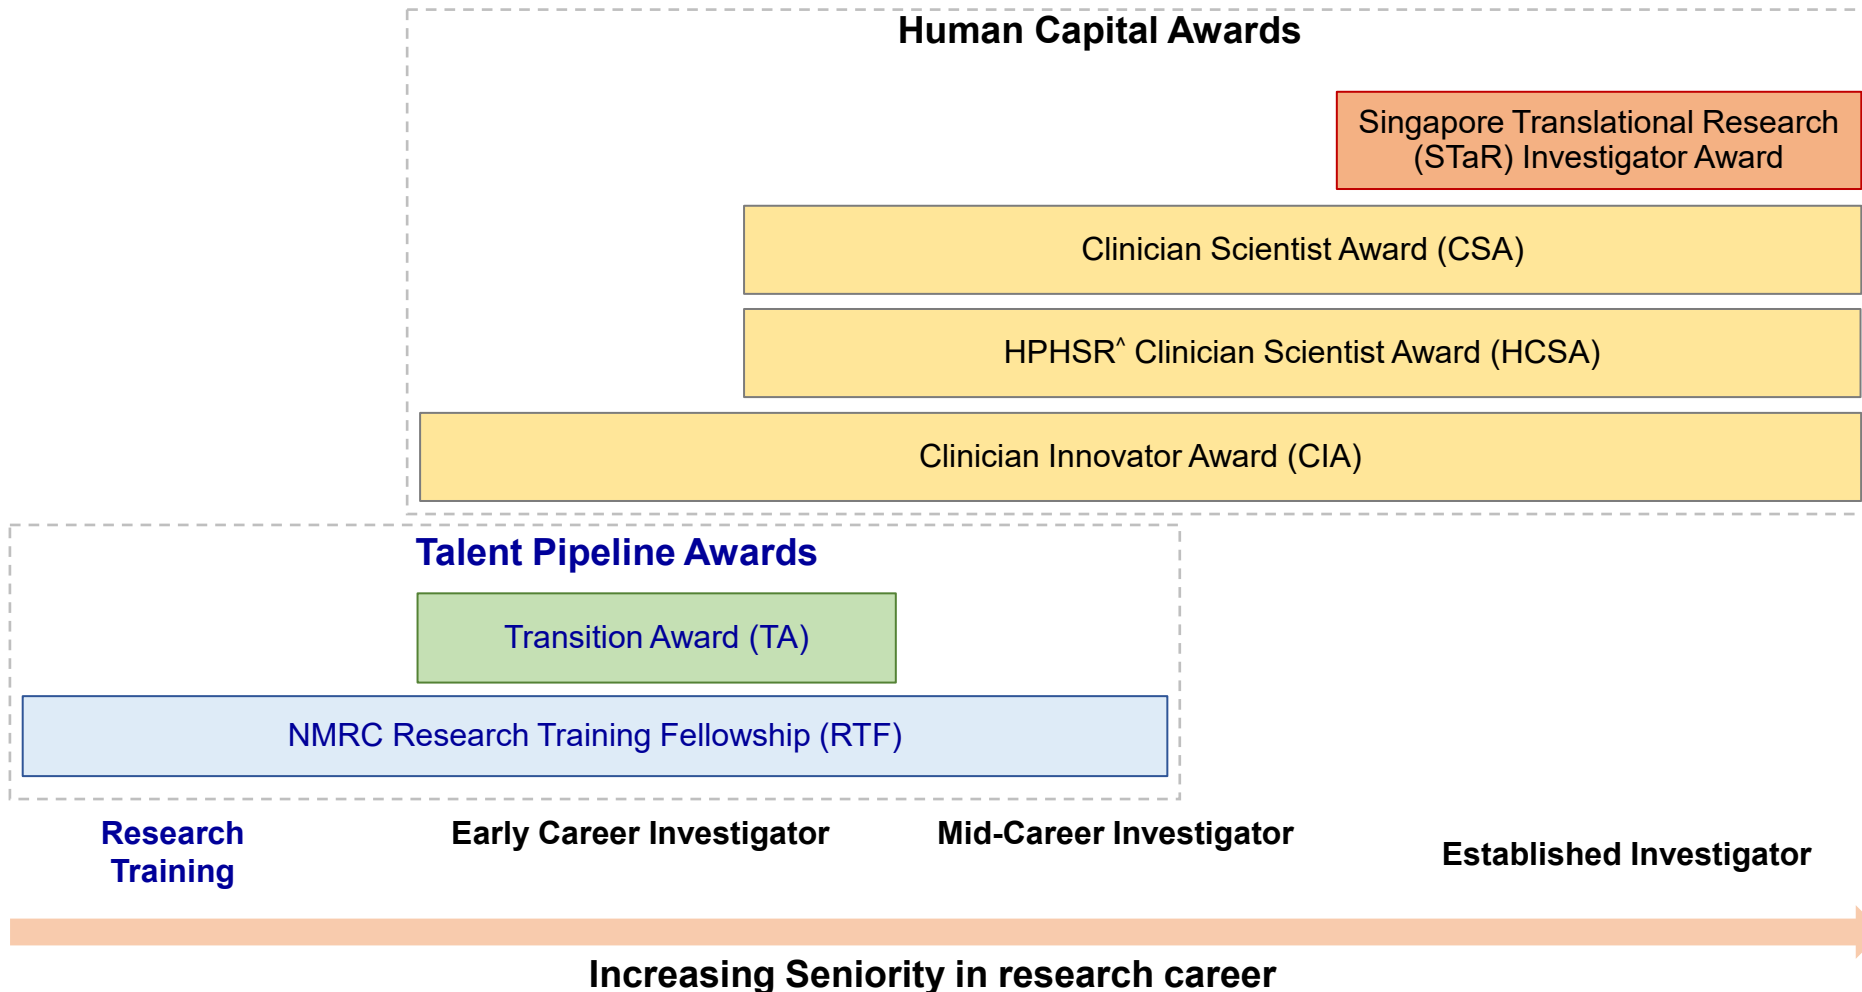 Human Capital Awards
Singapore Translational Research
(STaR) Investigator Award
Clinician Scientist Award (CSA)
HPHSR^ Clinician Scientist Award (HCSA)
Clinician Innovator Award (CIA)
Talent Pipeline Awards
Transition Award (TA)
NMRC Research Training Fellowship (RTF)
Research
Training
Early Career Investigator
Mid-Career Investigator
Established Investigator
Increasing Seniority in research career